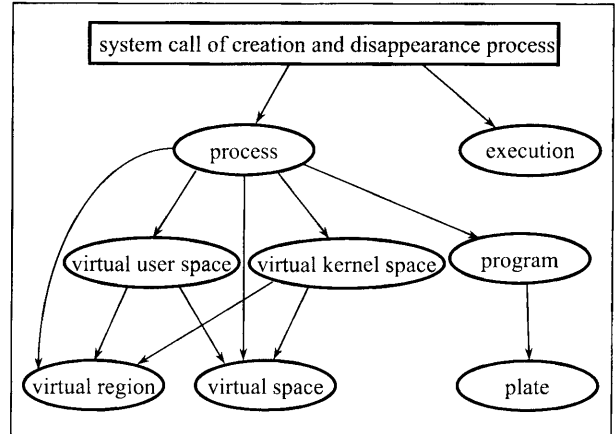 system call of creation and disappearance process
process
execution
virtual user space
virtual kernel space
program
virtual region
virtual space
plate